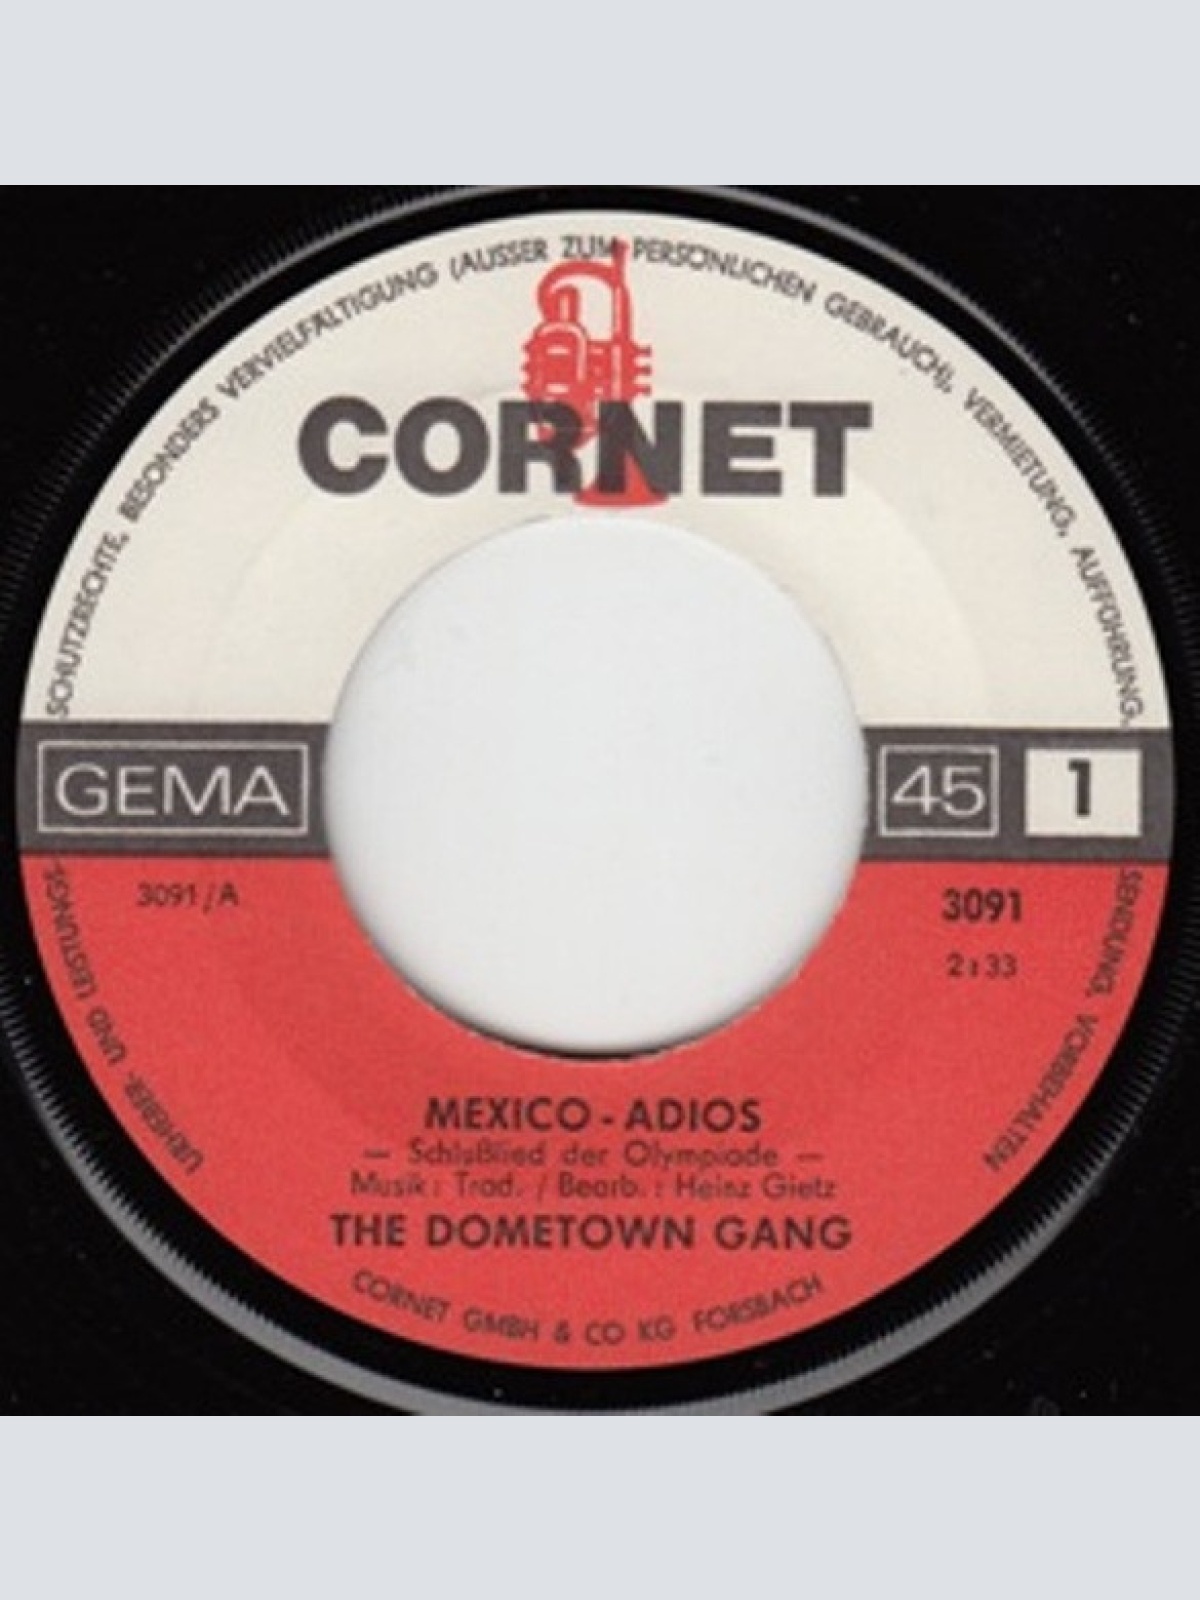 URHEBER- UND LEISTUNGS-SCHUTZRECHTE, BESONDERS VERVIELFÄLTIGUNG (AUSSER ZUM PERSÖNLICHEN GEBRAUCH), VERMIETUNG, AUFFÜHRUNG, SENDUNG, VORBEHALTEN
CORNET
GEMA
45
1
3091/A
3091
2:33
MEXICO - ADIOS
— Schlußlied der Olympiade —
Musik: Trad. / Bearb.: Heinz Gietz
THE DOMETOWN GANG
CORNET GMBH & CO KG FORSBACH